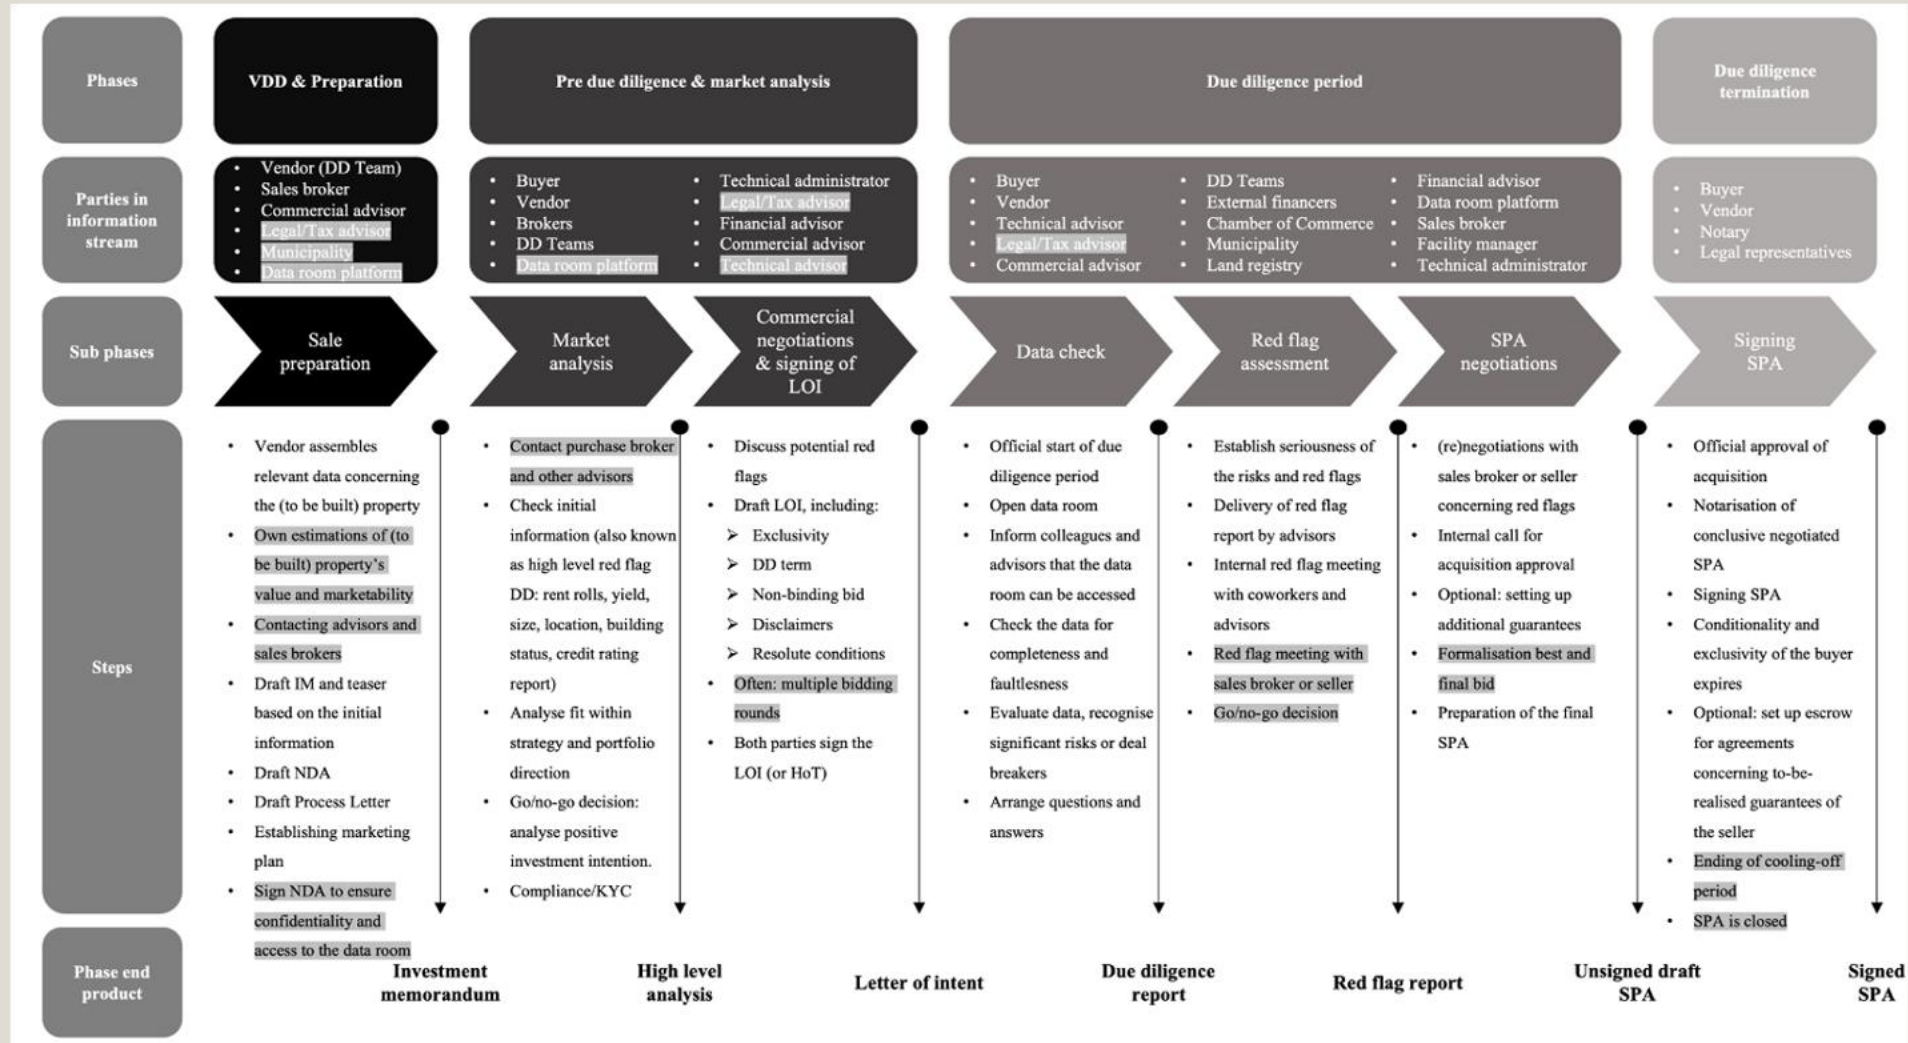 Phases
VDD & Preparation
Pre due diligence & market analysis
Due diligence period
Due diligence
termination
Parties in
information
stream
• Vendor (DD Team)
• Sales broker
• Commercial advisor
• Legal/Tax advisor
• Municipality
• Data room platform
• Buyer
• Vendor
• Brokers
• DD Teams
• Data room platform
• Technical administrator
• Legal/Tax advisor
• Financial advisor
• Commercial advisor
• Technical advisor
• Buyer
• Vendor
• Technical advisor
• Legal/Tax advisor
• Commercial advisor
• DD Teams
• External financers
• Chamber of Commerce
• Municipality
• Land registry
• Financial advisor
• Data room platform
• Sales broker
• Facility manager
• Technical administrator
• Buyer
• Vendor
• Notary
• Legal representatives
Sub phases
Sale
preparation
Market
analysis
Commercial
negotiations
& signing of
LOI
Data check
Red flag
assessment
SPA
negotiations
Signing
SPA
Steps
• Vendor assembles
relevant data concerning
the (to be built) property
• Own estimations of (to
be built) property's
value and marketability
• Contacting advisors and
sales brokers
• Draft IM and teaser
based on the initial
information
• Draft NDA
• Draft Process Letter
• Establishing marketing
plan
• Sign NDA to ensure
confidentiality and
access to the data room
• Contact purchase broker
and other advisors
• Check initial
information (also known
as high level red flag
DD: rent rolls, yield,
size, location, building
status, credit rating
report)
• Analyse fit within
strategy and portfolio
direction
• Go/no-go decision:
analyse positive
investment intention.
• Compliance/KYC
• Discuss potential red
flags
• Draft LOI, including:
➢ Exclusivity
➢ DD term
➢ Non-binding bid
➢ Disclaimers
➢ Resolute conditions
• Often: multiple bidding
rounds
• Both parties sign the
LOI (or HoT)
• Official start of due
diligence period
• Open data room
• Inform colleagues and
advisors that the data
room can be accessed
• Check the data for
completeness and
faultlesness
• Evaluate data, recognise
significant risks or deal
breakers
• Arrange questions and
answers
• Establish seriousness of
the risks and red flags
• Delivery of red flag
report by advisors
• Internal red flag meeting
with coworkers and
advisors
• Red flag meeting with
sales broker or seller
• Go/no-go decision
• (re)negotiations with
sales broker or seller
concerning red flags
• Internal call for
acquisition approval
• Optional: setting up
additional guarantees
• Formalisation best and
final bid
• Preparation of the final
SPA
• Official approval of
acquisition
• Notarisation of
conclusive negotiated
SPA
• Signing SPA
• Conditionality and
exclusivity of the buyer
expires
• Optional: set up escrow
for agreements
concerning to-be-
realised guarantees of
the seller
• Ending of cooling-off
period
• SPA is closed
Phase end
product
Investment
memorandum
High level
analysis
Letter of intent
Due diligence
report
Red flag report
Unsigned draft
SPA
Signed
SPA